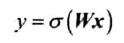 y = σ(Wx)